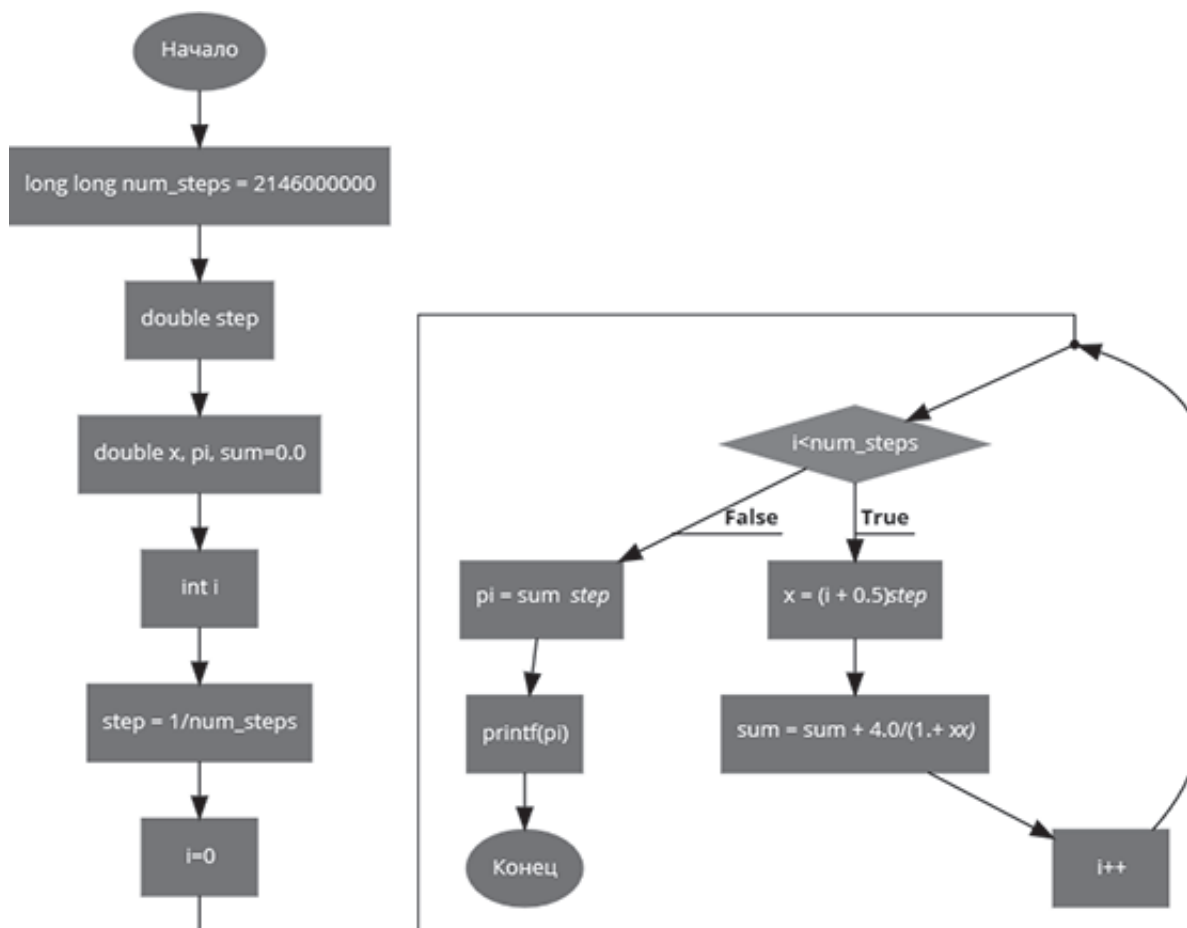 Начало
long long num_steps = 2146000000
double step
double x, pi, sum=0.0
int i
step = 1/num_steps
i=0
i<num_steps
False
True
pi = sum step
x = (i + 0.5)step
printf(pi)
sum = sum + 4.0/(1.+ xx)
Конец
i++